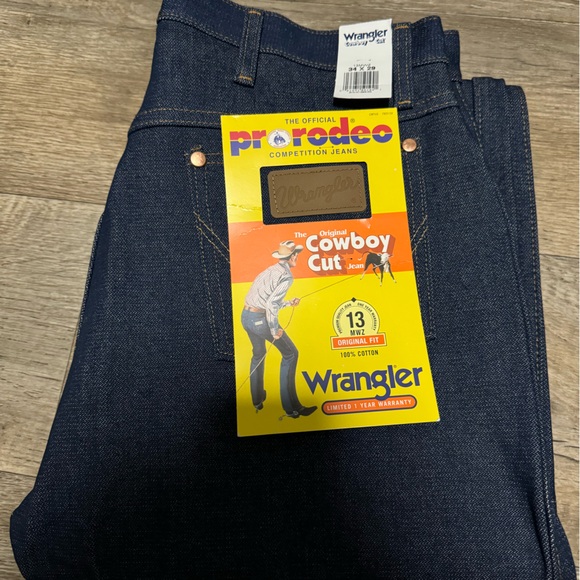 Wrangler
34 X 29
THE OFFICIAL
prorodeo®
COMPETITION JEANS
Wrangler
The Original
Cowboy
Cut Jean
13
MWZ
ORIGINAL FIT
100% COTTON
Wrangler
LIMITED 1 YEAR WARRANTY